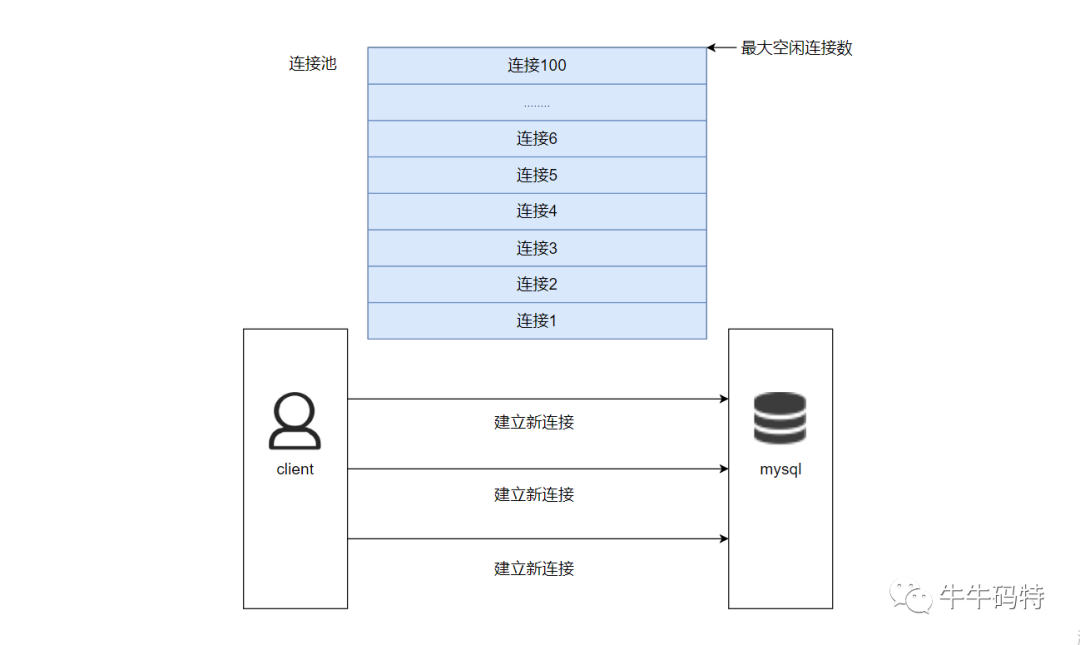 最大空闲连接数
连接池
连接100
........
连接6
连接5
连接4
连接3
连接2
连接1
建立新连接
client
mysql
建立新连接
建立新连接
牛牛码特